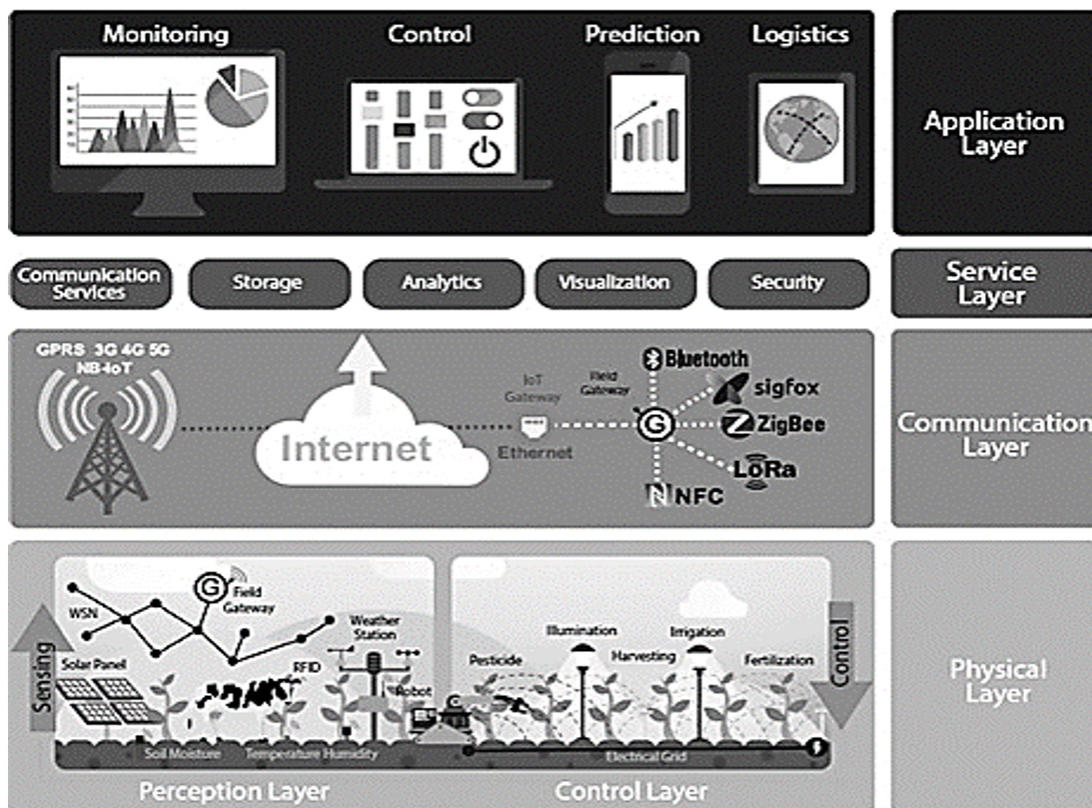 Monitoring
Control
Prediction
Logistics
Application
Layer
Communication
Services
Storage
Analytics
Visualization
Security
Service
Layer
GPRS 3G 4G 5G
NB-IoT
Internet
IoT
Gateway
Ethernet
Field
Gateway
G
Bluetooth
sigfox
ZigBee
LoRa
N NFC
Communication
Layer
Sensing
WSN
G
Field
Gateway
Solar Panel
RFID
Weather
Station
Robot
Soil Moisture
Temperature Humidity
Perception Layer
Pesticide
Illumination
Harvesting
Irrigation
Fertilization
Electrical Grid
Control
Control Layer
Physical
Layer